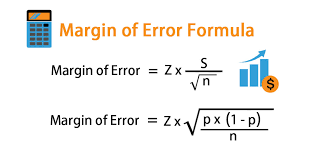 Margin of Error Formula
Margin of Error = Z x S / √n
$
Margin of Error = Z x √ p x (1 - p) / n